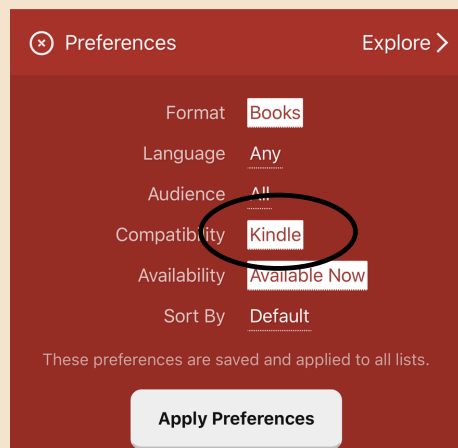 Preferences
Explore
Format Books
Language Any
Audience All
Compatibility Kindle
Availability Available Now
Sort By Default
These preferences are saved and applied to all lists.
Apply Preferences